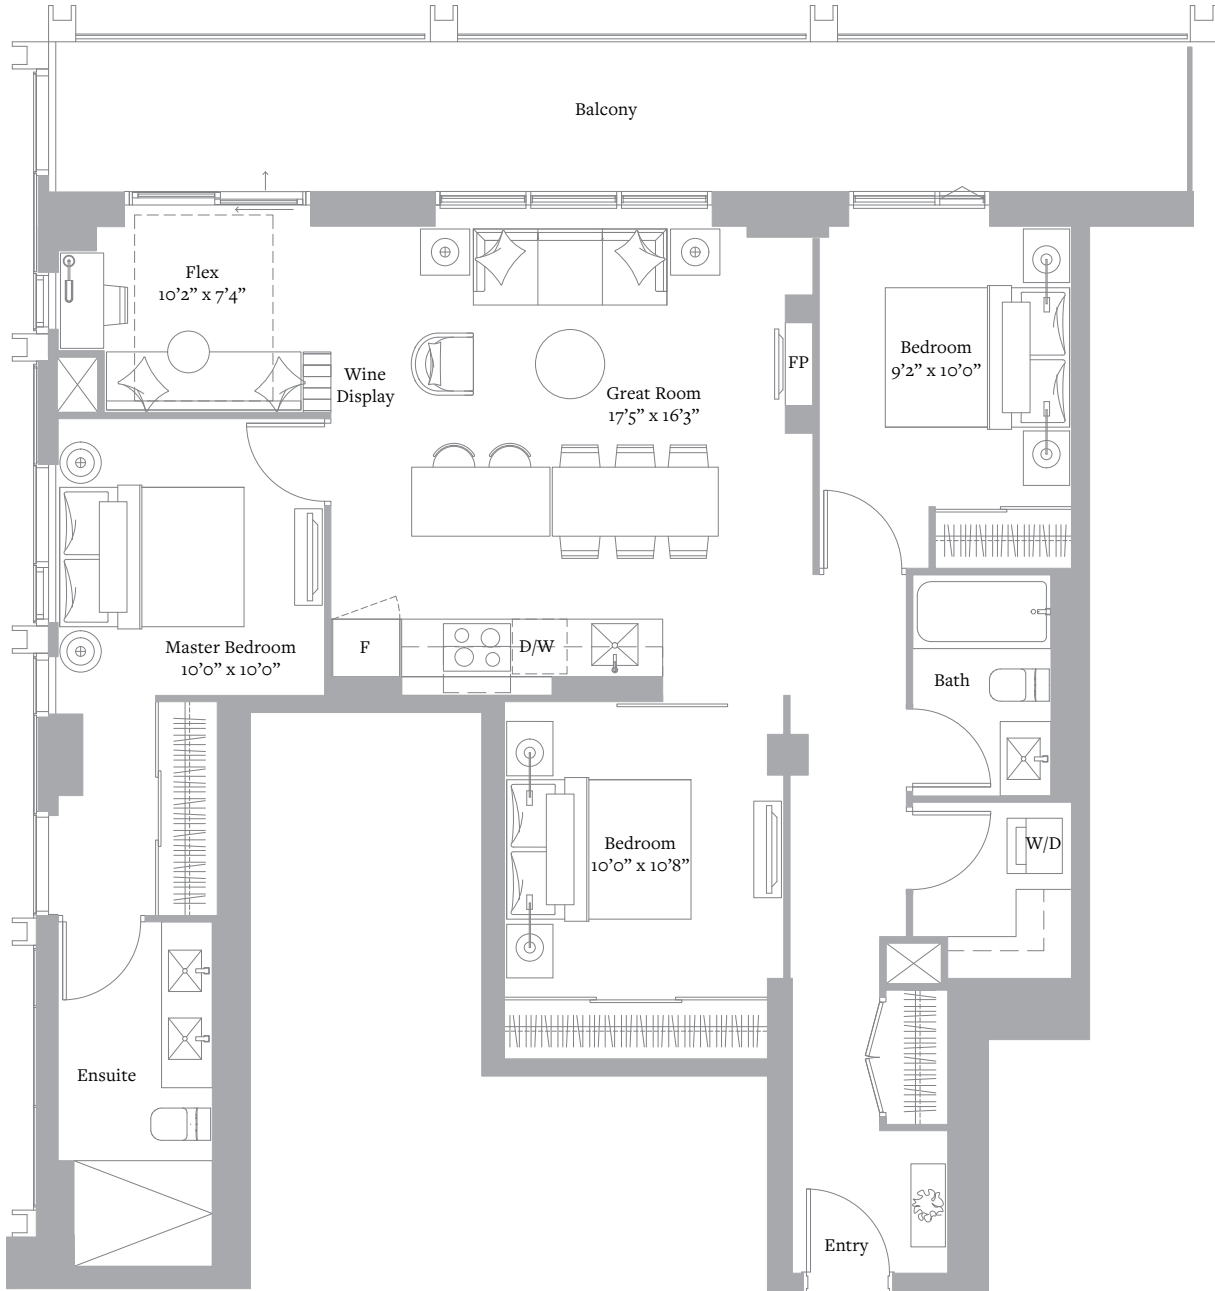 Balcony
Flex
10’2” x 7’4”
Wine
Display
FP
Great Room
17’5” x 16’3”
Bedroom
9’2” x 10’0”
Master Bedroom
10’0” x 10’0”
F
D/W
Bath
Bedroom
10’0” x 10’8”
W/D
Ensuite
Entry